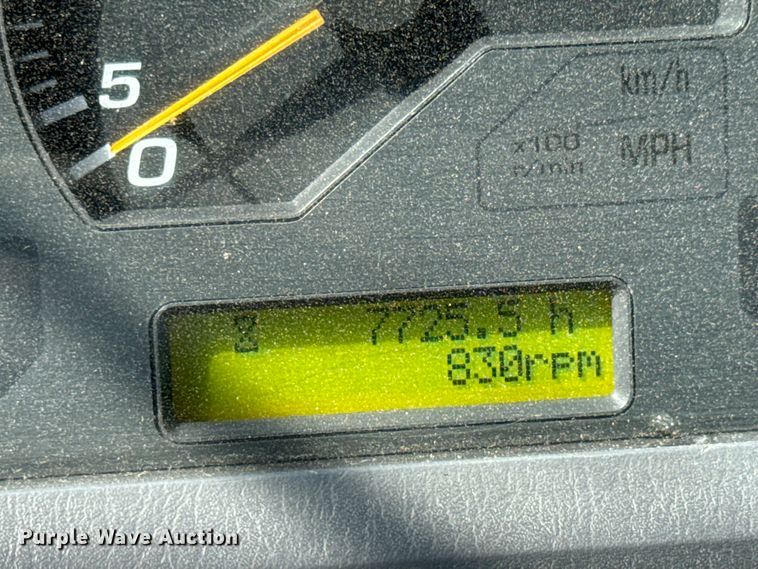 5
0
km/h
x100
r/min
MPH
7725.5 h
830rpm
Purple Wave Auction